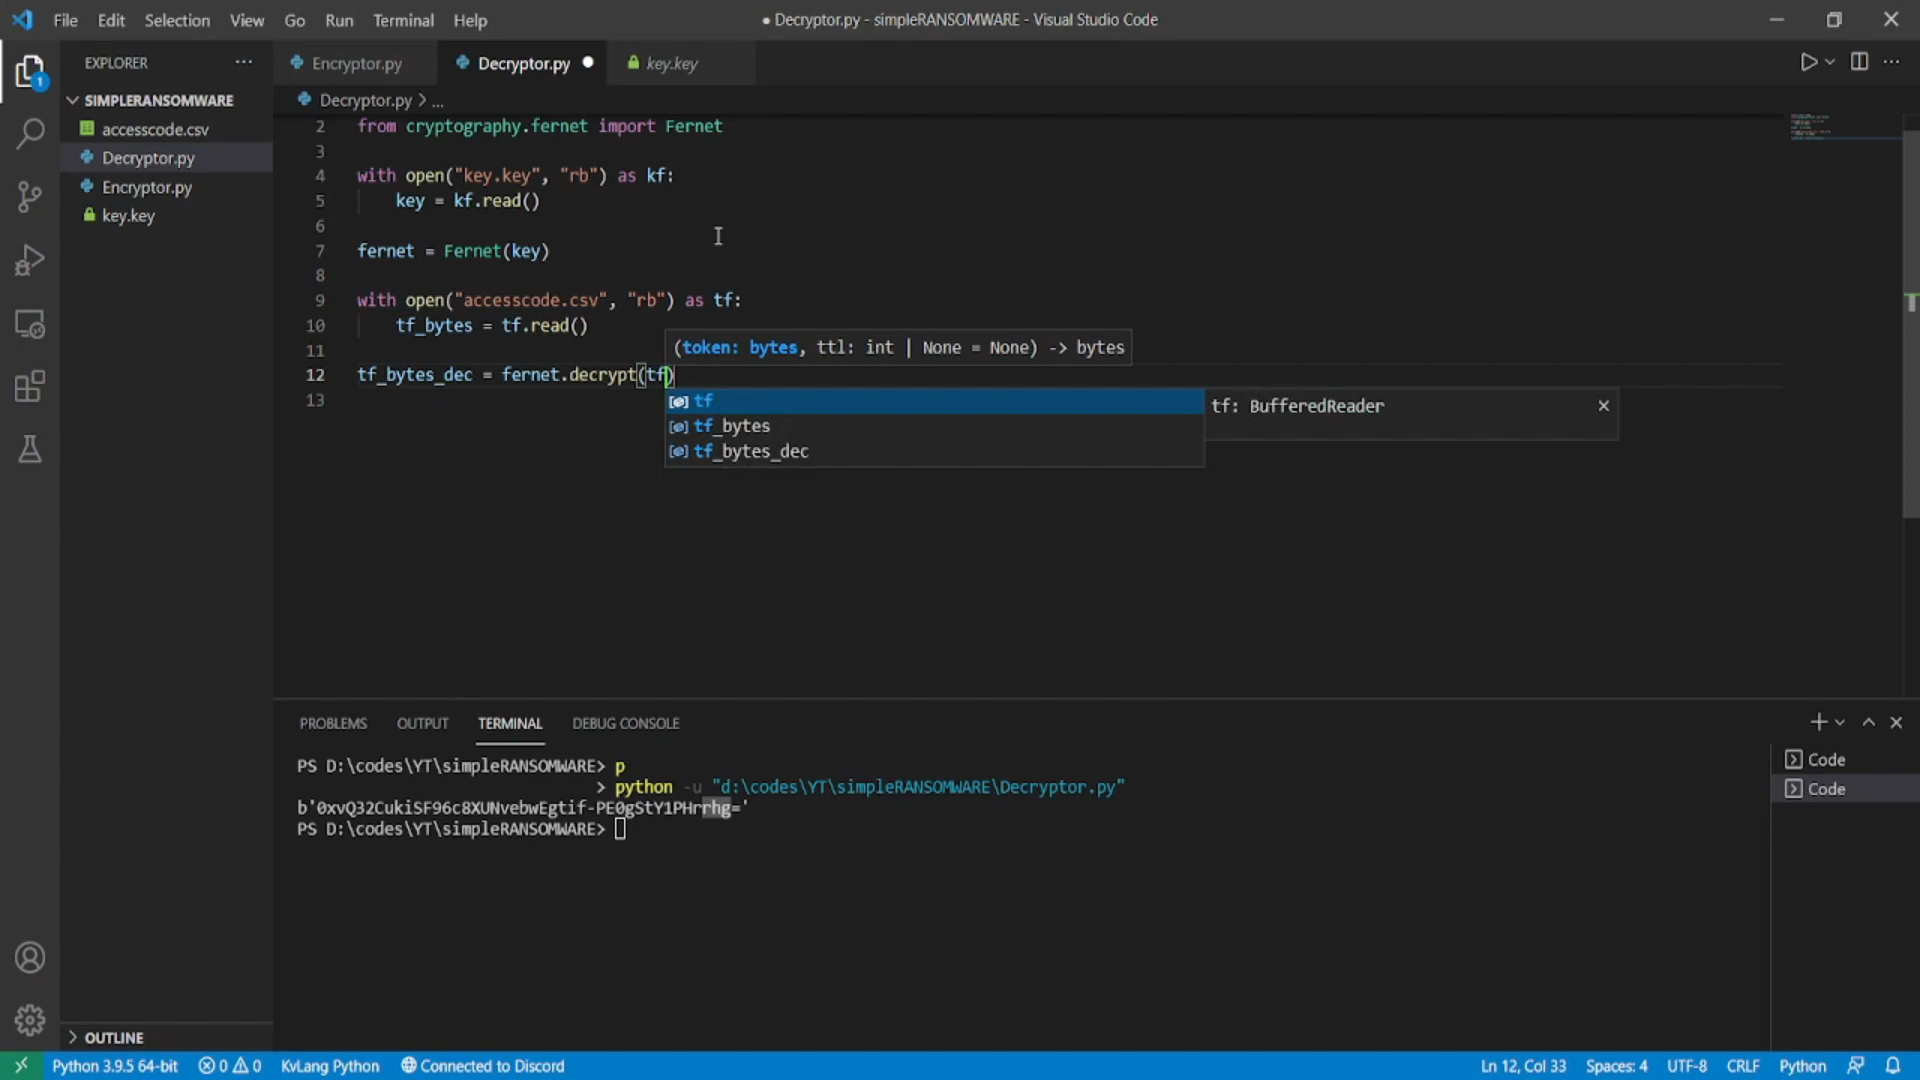 File Edit Selection View Go Run Terminal Help
● Decryptor.py - simpleRANSOMWARE - Visual Studio Code
EXPLORER ···
1
Encryptor.py
Decryptor.py ●
key.key
SIMPLERANSOMWARE
Decryptor.py > ...
accesscode.csv
Decryptor.py
Encryptor.py
key.key
2 from cryptography.fernet import Fernet
3
4 with open("key.key", "rb") as kf:
5 key = kf.read()
6
7 fernet = Fernet(key)
8
9 with open("accesscode.csv", "rb") as tf:
10 tf_bytes = tf.read()
11
(token: bytes, ttl: int | None = None) -> bytes
12 tf_bytes_dec = fernet.decrypt(tf)
13
tf
tf_bytes
tf_bytes_dec
tf: BufferedReader
PROBLEMS OUTPUT TERMINAL DEBUG CONSOLE
PS D:\codes\YT\simpleRANSOMWARE> p
> python -u "d:\codes\YT\simpleRANSOMWARE\Decryptor.py"
b'0xvQ32CukiSF96c8XUNvebwEgtif-PE0gStY1PHrrhg='
PS D:\codes\YT\simpleRANSOMWARE>
Code
Code
OUTLINE
Python 3.9.5 64-bit 0 0 KvLang Python Connected to Discord
Ln 12, Col 33 Spaces: 4 UTF-8 CRLF Python